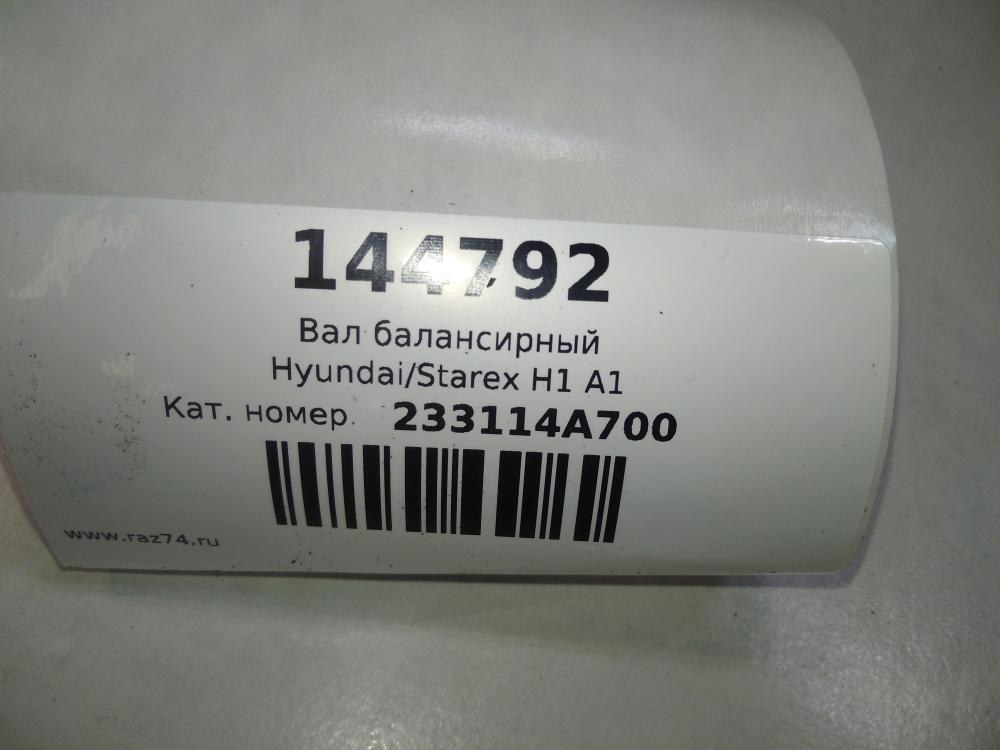 144792
Вал балансирный
Hyundai/Starex H1 A1
Кат. номер. 233114A700
www.raz74.ru